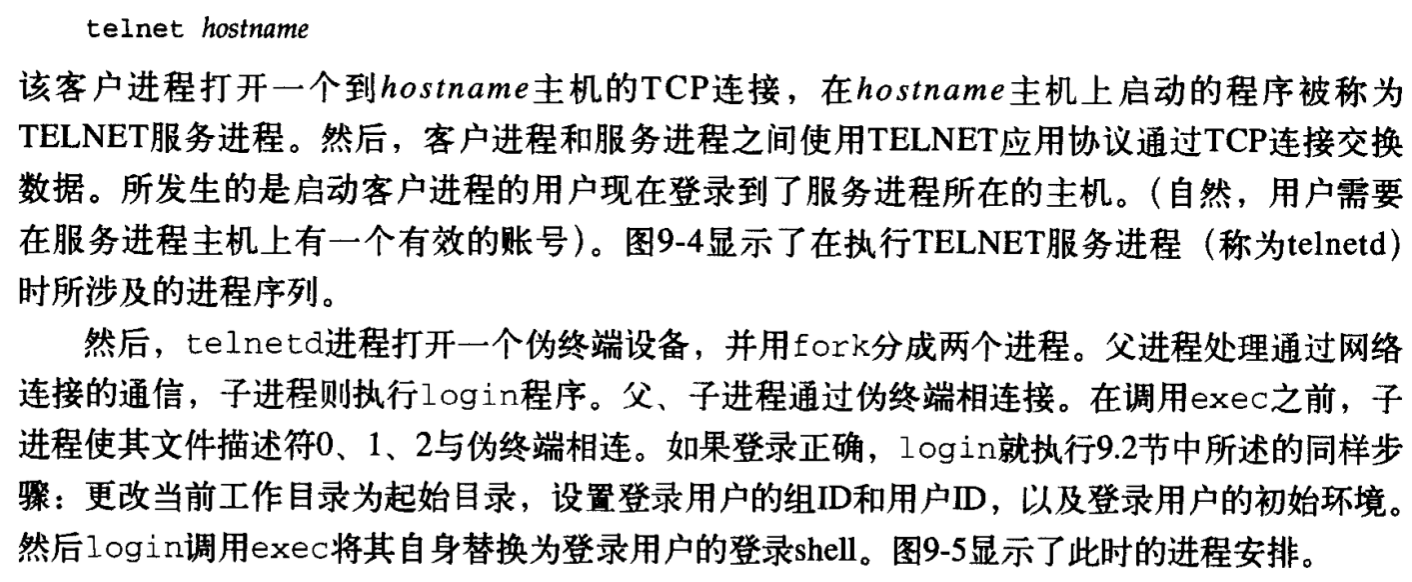 telnet hostname
该客户进程打开一个到hostname主机的TCP连接，在hostname主机上启动的程序被称为
TELNET服务进程。然后，客户进程和服务进程之间使用TELNET应用协议通过TCP连接交换
数据。所发生的是启动客户进程的用户现在登录到了服务进程所在的主机。（自然，用户需要
在服务进程主机上有一个有效的账号）。图9-4显示了在执行TELNET服务进程（称为telnetd）
时所涉及的进程序列。
然后，telnetd进程打开一个伪终端设备，并用fork分成两个进程。父进程处理通过网络
连接的通信，子进程则执行login程序。父、子进程通过伪终端相连接。在调用exec之前，子
进程使其文件描述符0、1、2与伪终端相连。如果登录正确，login就执行9.2节中所述的同样步
骤：更改当前工作目录为起始目录，设置登录用户的组ID和用户ID，以及登录用户的初始环境。
然后login调用exec将其自身替换为登录用户的登录shell。图9-5显示了此时的进程安排。